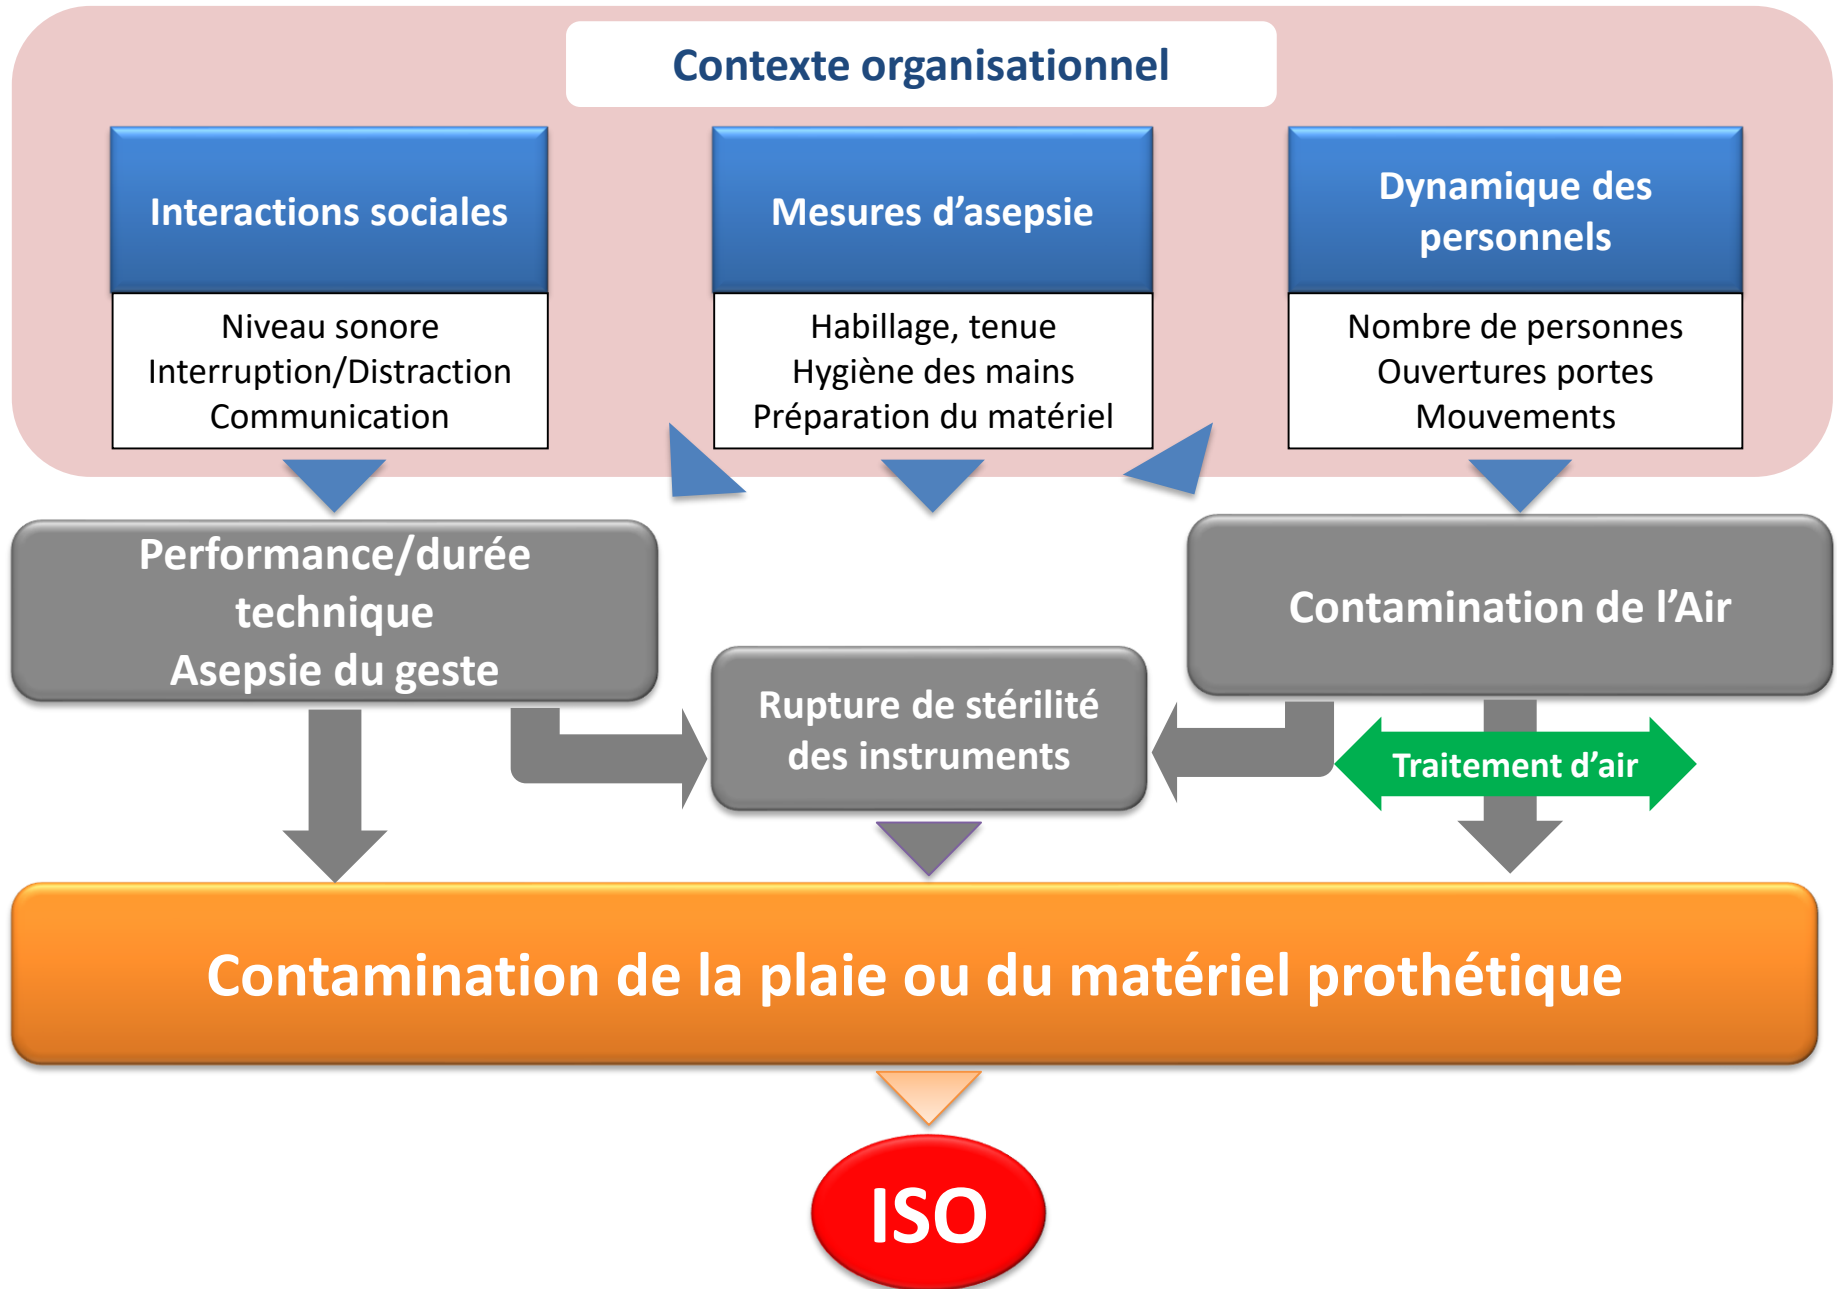 Contexte organisationnel
Interactions sociales
Niveau sonore
Interruption/Distraction
Communication
Mesures d’asepsie
Habillage, tenue
Hygiène des mains
Préparation du matériel
Dynamique des
personnels
Nombre de personnes
Ouvertures portes
Mouvements
Performance/durée
technique
Asepsie du geste
Rupture de stérilité
des instruments
Contamination de l’Air
Traitement d’air
Contamination de la plaie ou du matériel prothétique
ISO